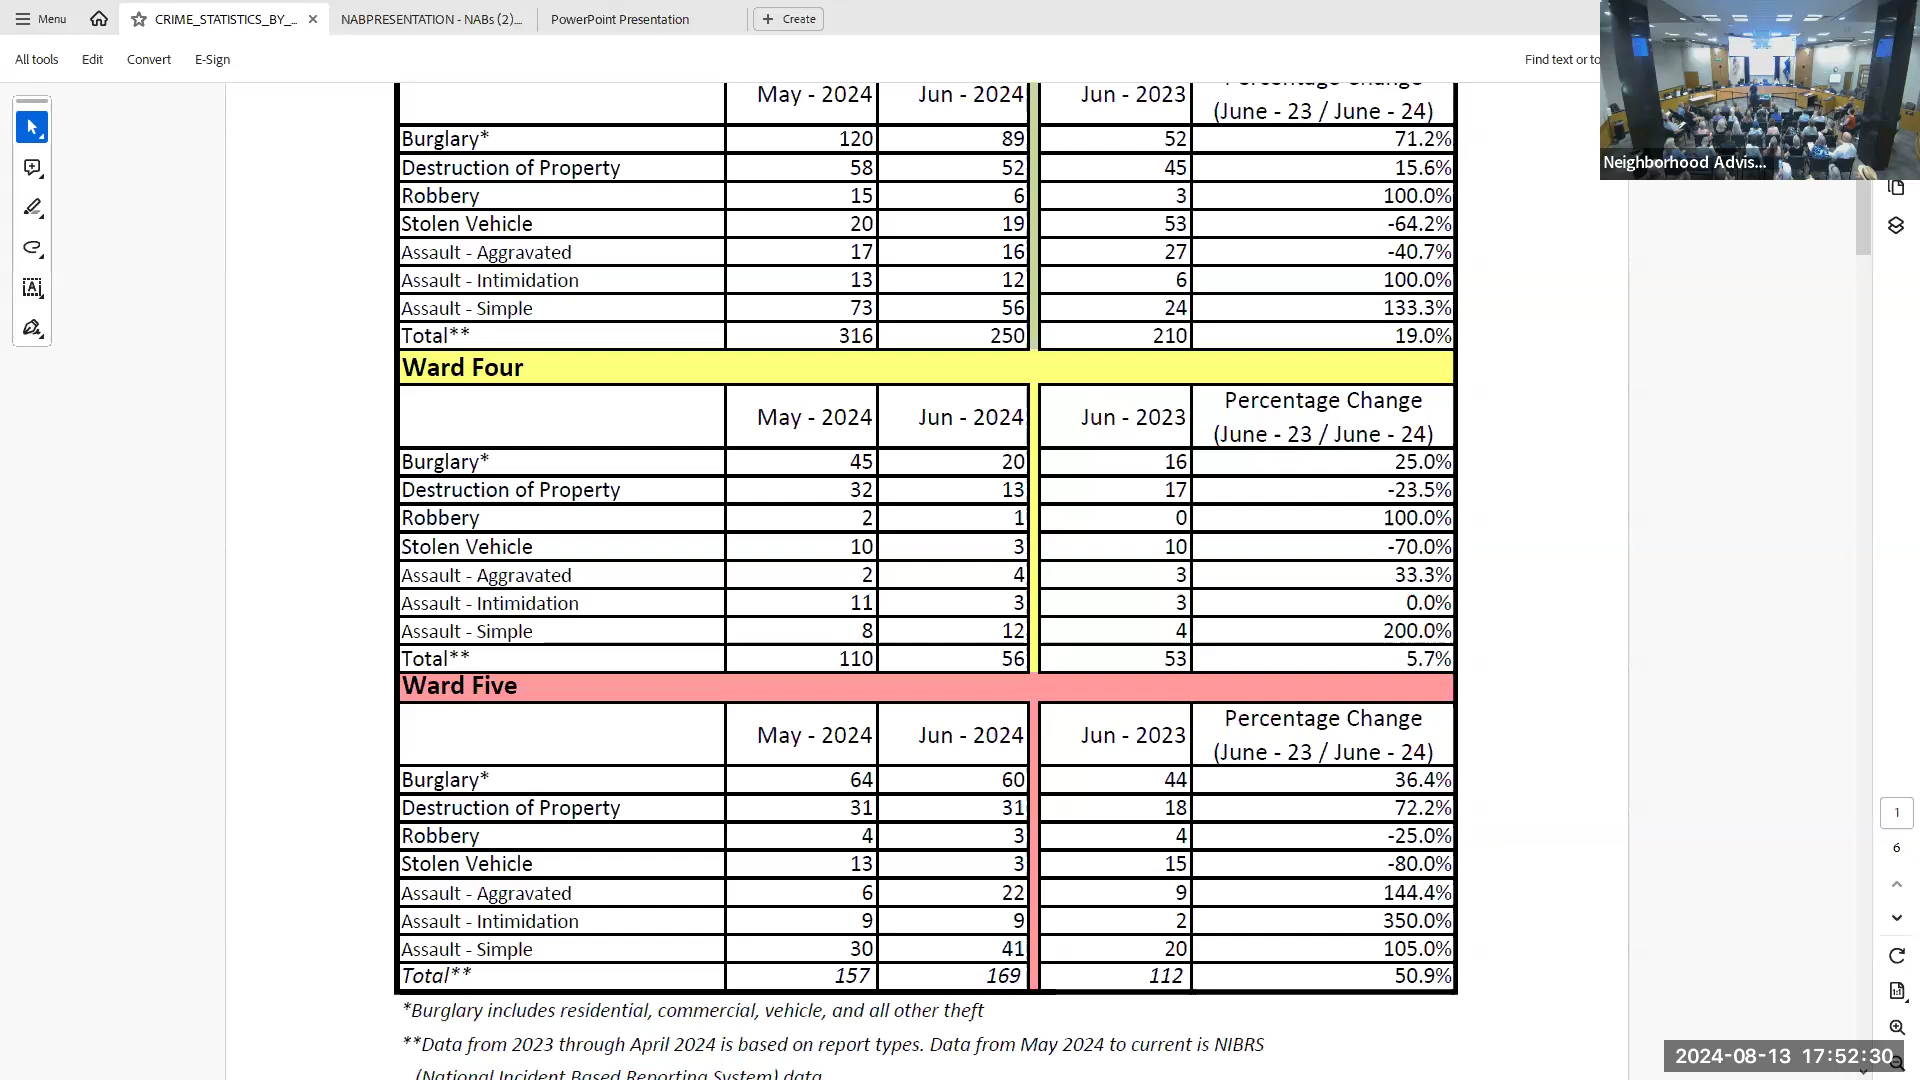 Menu
CRIME_STATISTICS_BY_...
NABPRESENTATION - NABs (2)...
PowerPoint Presentation
Create
All tools
Edit
Convert
E-Sign
Find text or to
Neighborhood Advis...
May - 2024 Jun - 2024 Jun - 2023 Percentage Change
(June - 23 / June - 24)
Burglary* 120 89 52 71.2%
Destruction of Property 58 52 45 15.6%
Robbery 15 6 3 100.0%
Stolen Vehicle 20 19 53 -64.2%
Assault - Aggravated 17 16 27 -40.7%
Assault - Intimidation 13 12 6 100.0%
Assault - Simple 73 56 24 133.3%
Total** 316 250 210 19.0%
Ward Four
May - 2024 Jun - 2024 Jun - 2023 Percentage Change
(June - 23 / June - 24)
Burglary* 45 20 16 25.0%
Destruction of Property 32 13 17 -23.5%
Robbery 2 1 0 100.0%
Stolen Vehicle 10 3 10 -70.0%
Assault - Aggravated 2 4 3 33.3%
Assault - Intimidation 11 3 3 0.0%
Assault - Simple 8 12 4 200.0%
Total** 110 56 53 5.7%
Ward Five
May - 2024 Jun - 2024 Jun - 2023 Percentage Change
(June - 23 / June - 24)
Burglary* 64 60 44 36.4%
Destruction of Property 31 31 18 72.2%
Robbery 4 3 4 -25.0%
Stolen Vehicle 13 3 15 -80.0%
Assault - Aggravated 6 22 9 144.4%
Assault - Intimidation 9 9 2 350.0%
Assault - Simple 30 41 20 105.0%
Total** 157 169 112 50.9%
*Burglary includes residential, commercial, vehicle, and all other theft
**Data from 2023 through April 2024 is based on report types. Data from May 2024 to current is NIBRS
(National Incident Based Reporting System) data
1
6
2024-08-13 17:52:30